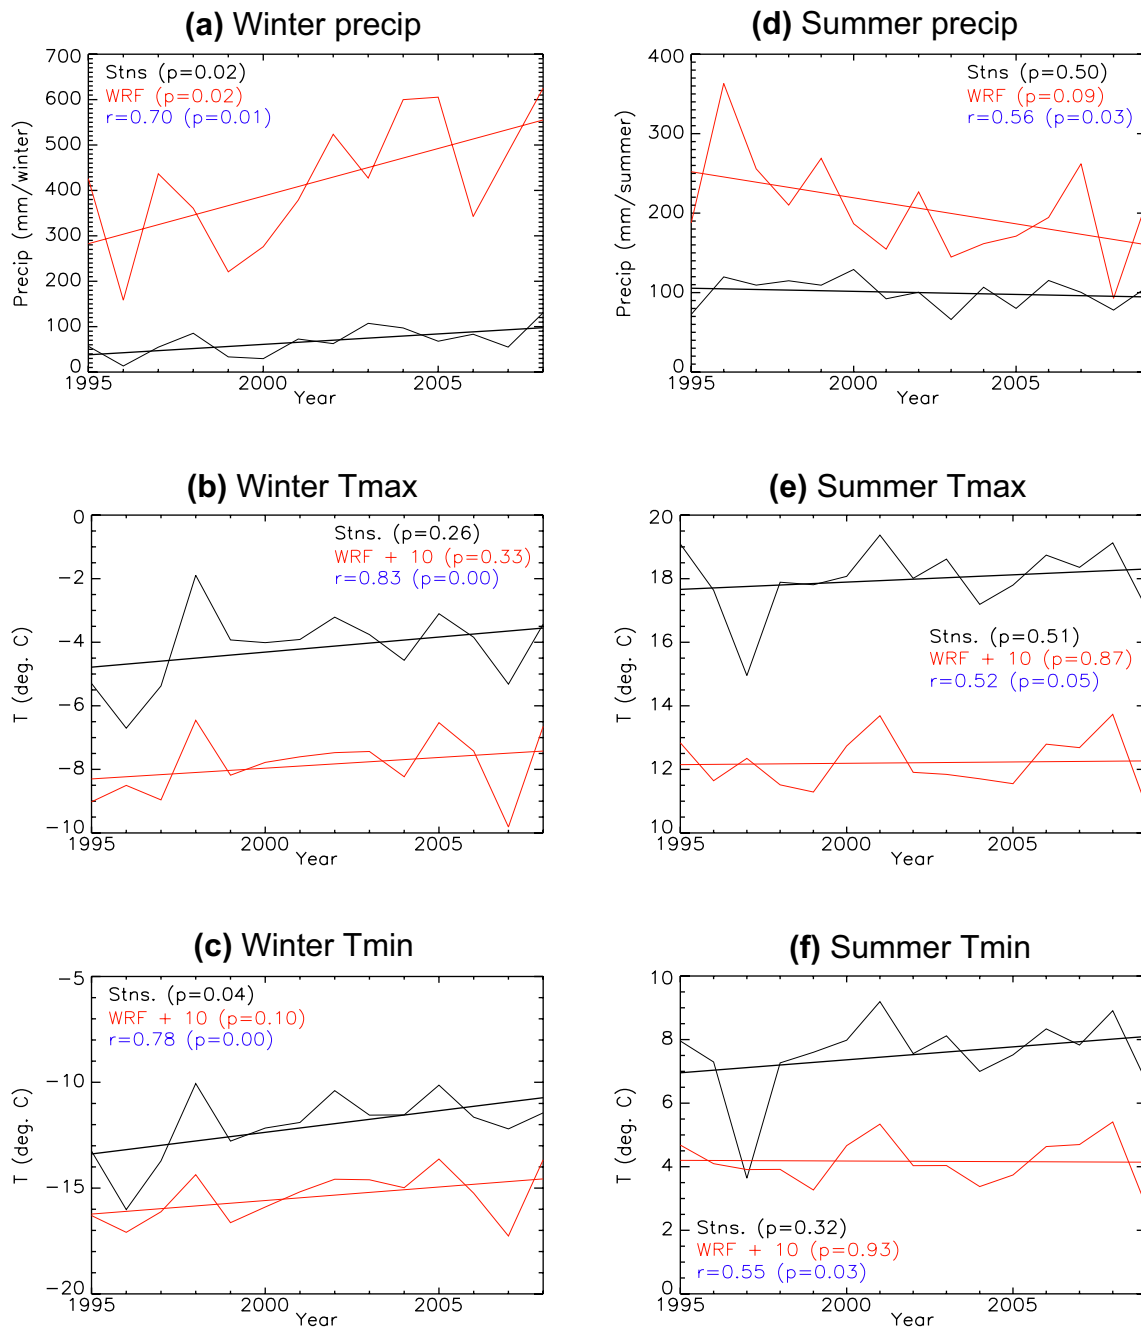 (a) Winter precip
700
600
500
400
300
200
100
0
Precip (mm/winter)
Stns (p=0.02)
WRF (p=0.02)
r=0.70 (p=0.01)
1995 2000 2005
Year
(d) Summer precip
400
300
200
100
0
Precip (mm/summer)
Stns (p=0.50)
WRF (p=0.09)
r=0.56 (p=0.03)
1995 2000 2005
Year
(b) Winter Tmax
0
-2
-4
-6
-8
-10
T (deg. C)
Stns. (p=0.26)
WRF + 10 (p=0.33)
r=0.83 (p=0.00)
1995 2000 2005
Year
(e) Summer Tmax
20
18
16
14
12
10
T (deg. C)
Stns. (p=0.51)
WRF + 10 (p=0.87)
r=0.52 (p=0.05)
1995 2000 2005
Year
(c) Winter Tmin
-5
-10
-15
-20
T (deg. C)
Stns. (p=0.04)
WRF + 10 (p=0.10)
r=0.78 (p=0.00)
1995 2000 2005
Year
(f) Summer Tmin
10
8
6
4
2
0
T (deg. C)
Stns. (p=0.32)
WRF + 10 (p=0.93)
r=0.55 (p=0.03)
1995 2000 2005
Year